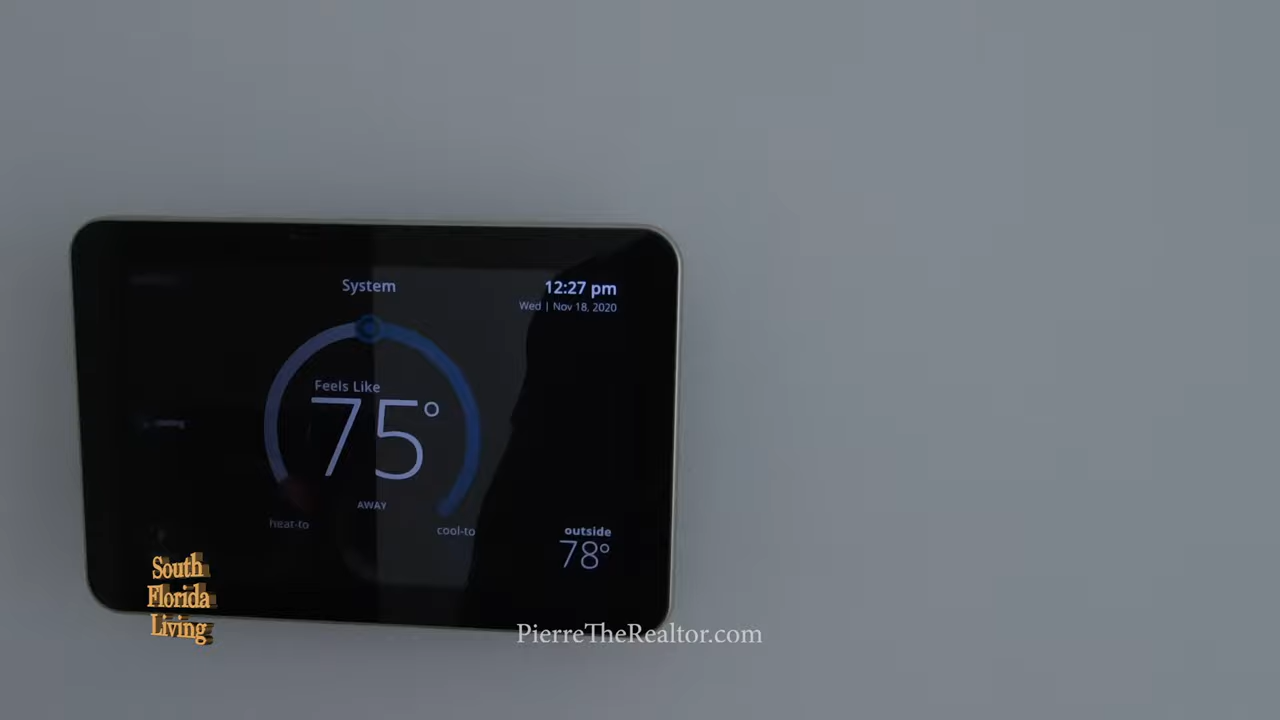 System
12:27 pm
Wed | Nov 18, 2020
Feels Like
75°
AWAY
heat-to
cool-to
outside
78°
South
Florida
Living
PierreTheRealtor.com